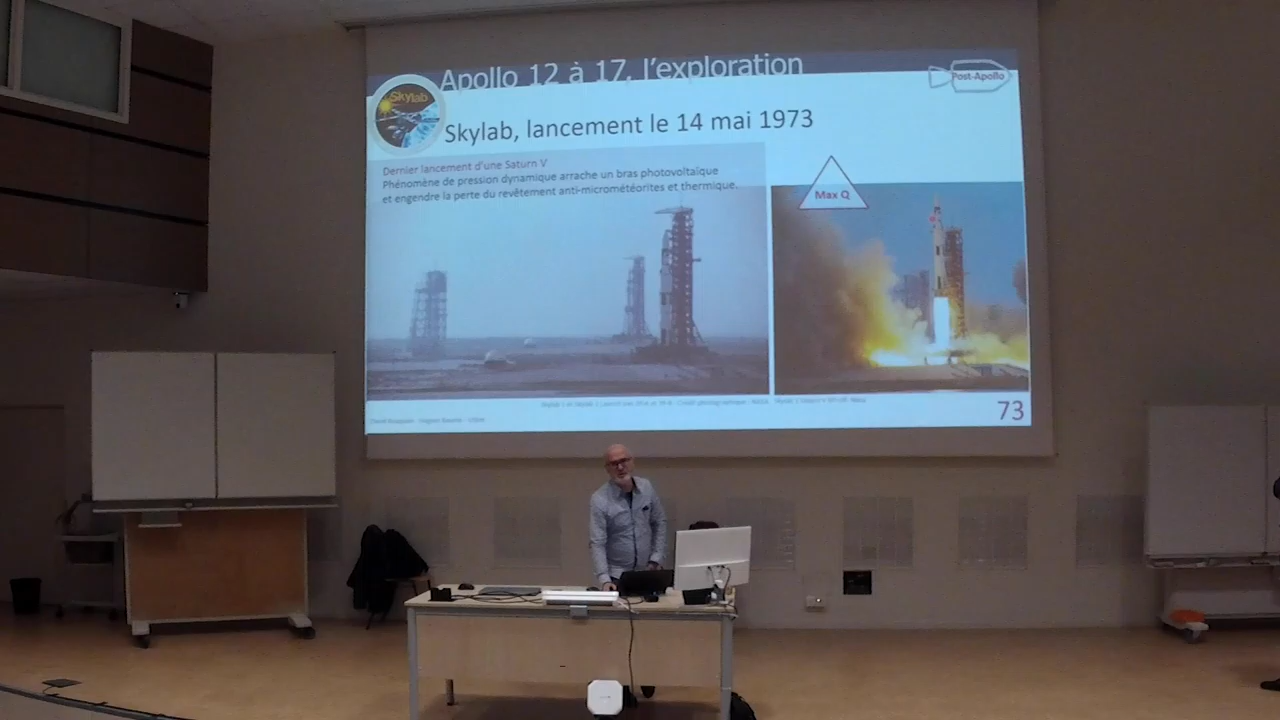 Apollo 12 à 17, l'exploration
Post-Apollo
Skylab
Skylab, lancement le 14 mai 1973
Dernier lancement d'une Saturn V
Phénomène de pression dynamique arrache un bras photovoltaïque
et engendre la perte du revêtement anti-micrométéorites et thermique.
Max Q
73